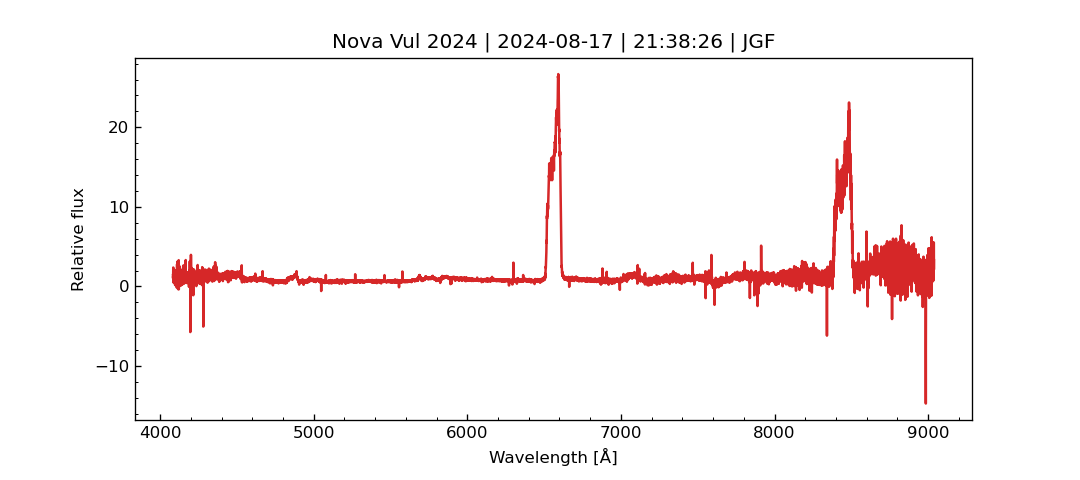 Nova Vul 2024 | 2024-08-17 | 21:38:26 | JGF
20
10
0
−10
Relative flux
4000 5000 6000 7000 8000 9000
Wavelength [Å]